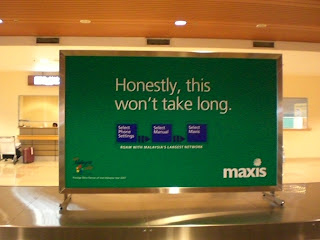 Honestly, this
won't take long.
Select
Phone
Settings
Select
Manual
Select
Maxis
ROAM WITH MALAYSIA'S LARGEST NETWORK
maxis